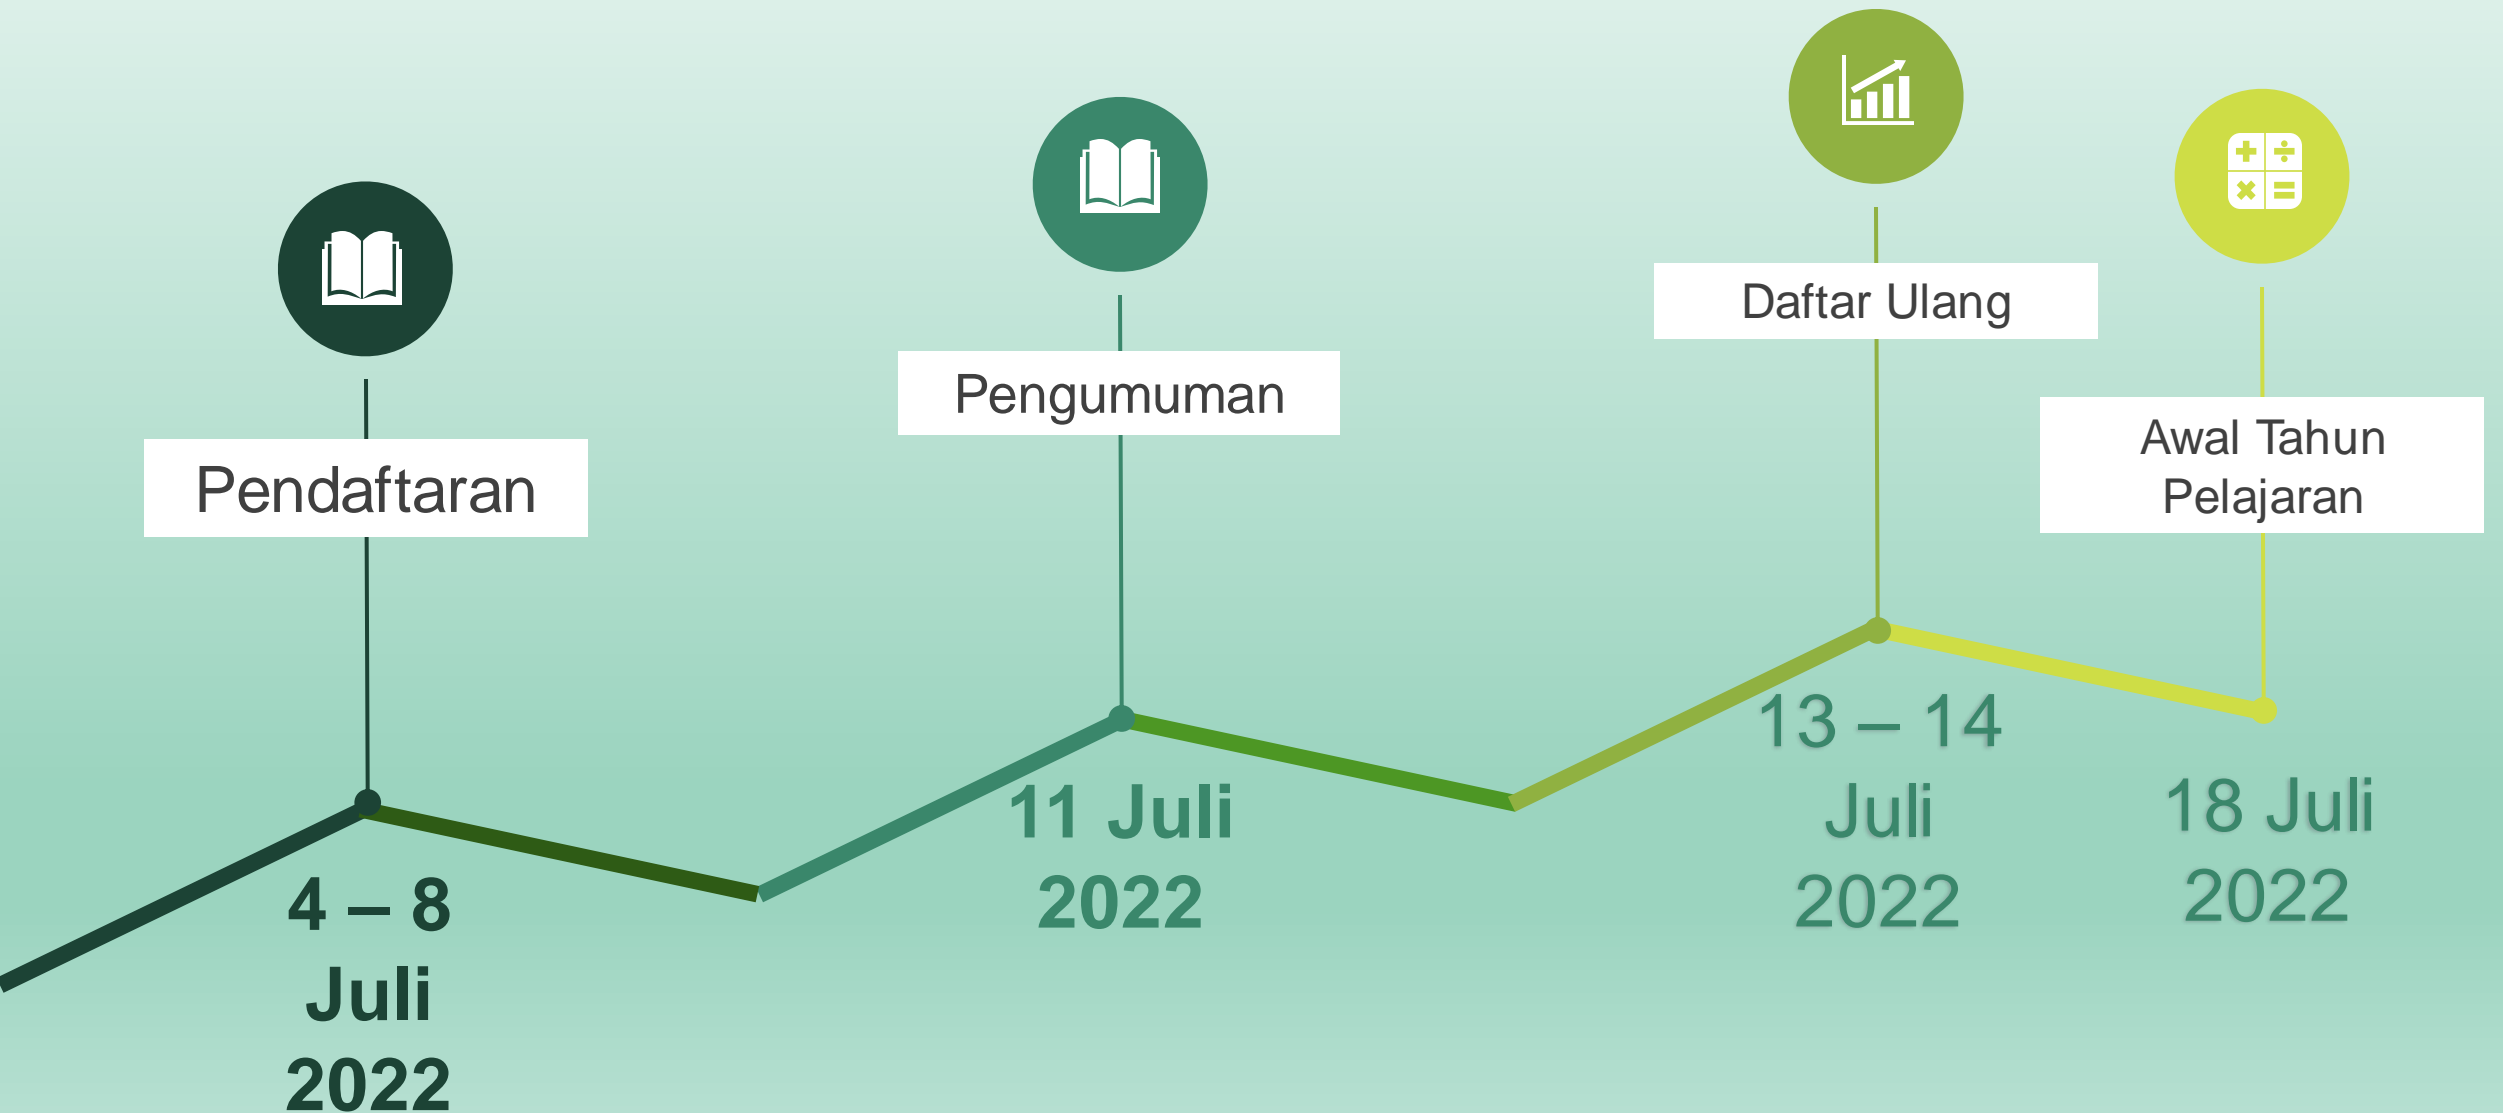 Pendaftaran
4 – 8
Juli
2022
Pengumuman
11 Juli
2022
Daftar Ulang
13 – 14
Juli
2022
Awal Tahun
Pelajaran
18 Juli
2022